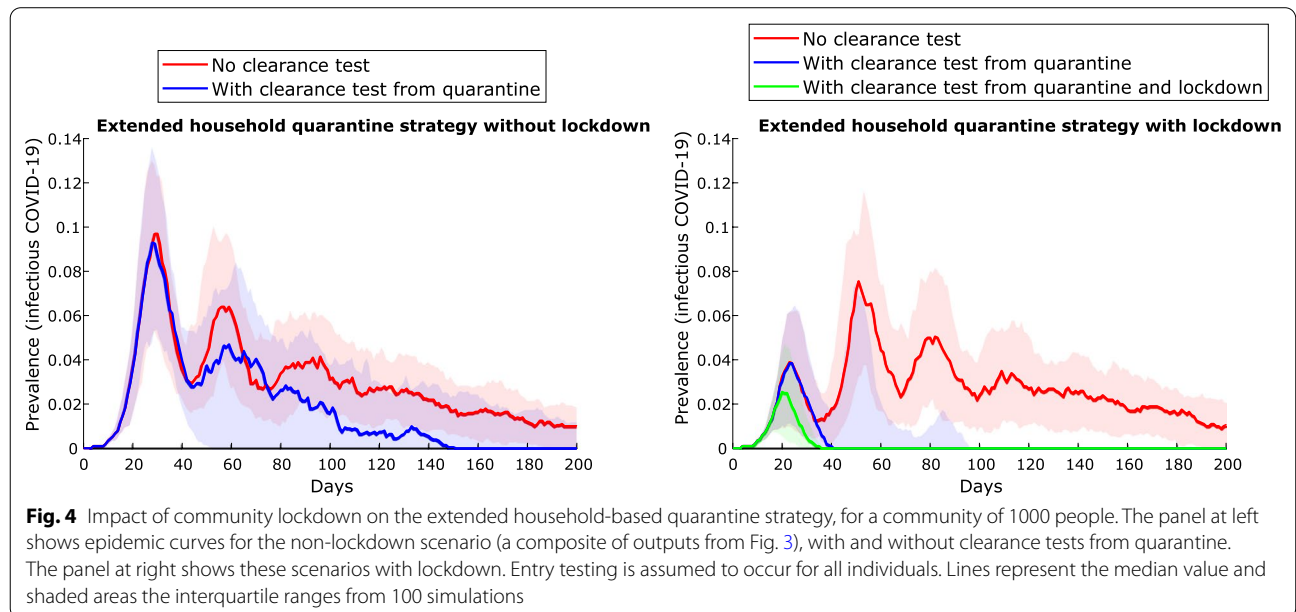 No clearance test
With clearance test from quarantine
Extended household quarantine strategy without lockdown
Prevalence (infectious COVID-19)
0.14
0.12
0.1
0.08
0.06
0.04
0.02
0
0 20 40 60 80 100 120 140 160 180 200
Days
No clearance test
With clearance test from quarantine
With clearance test from quarantine and lockdown
Extended household quarantine strategy with lockdown
Prevalence (infectious COVID-19)
0.14
0.12
0.1
0.08
0.06
0.04
0.02
0
0 20 40 60 80 100 120 140 160 180 200
Days
Fig. 4 Impact of community lockdown on the extended household-based quarantine strategy, for a community of 1000 people. The panel at left
shows epidemic curves for the non-lockdown scenario (a composite of outputs from Fig. 3), with and without clearance tests from quarantine.
The panel at right shows these scenarios with lockdown. Entry testing is assumed to occur for all individuals. Lines represent the median value and
shaded areas the interquartile ranges from 100 simulations